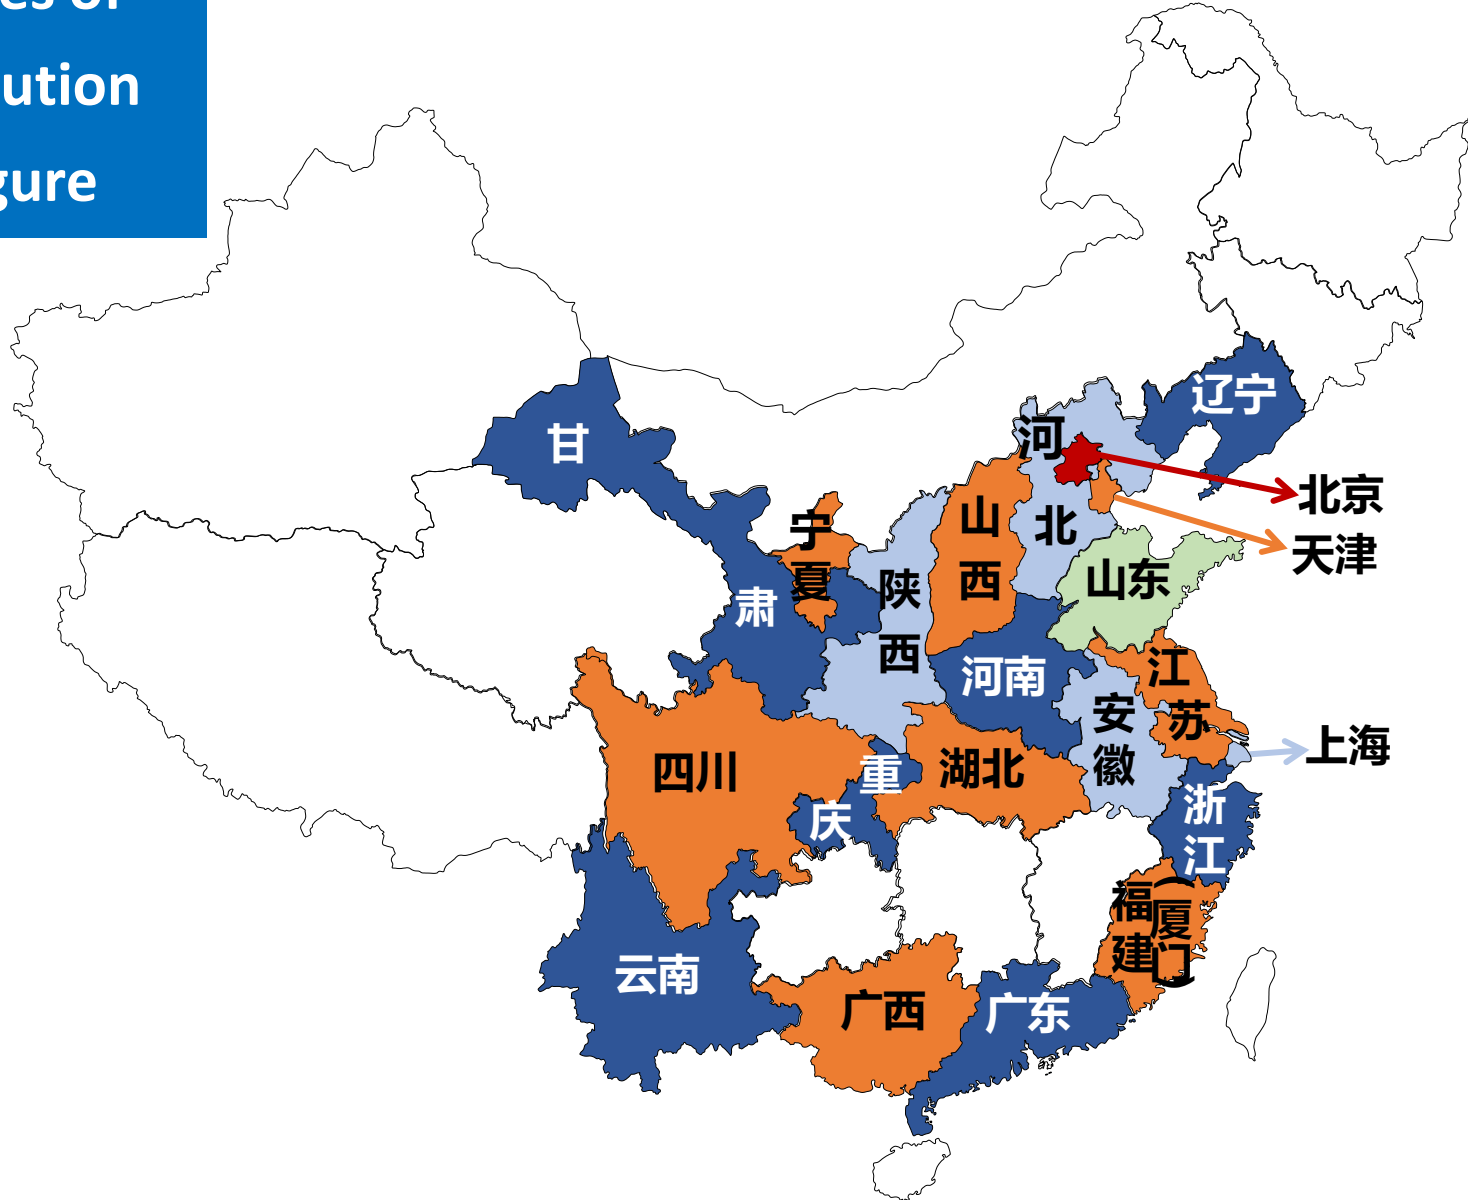 es of
ution
gure
辽宁
甘
肃
河
北
北京
天津
宁
夏
山
西
陕
西
山东
河南
江
苏
安
徽
上海
四川
重
庆
湖北
浙
江
福
建
(厦
门)
云南
广西
广东